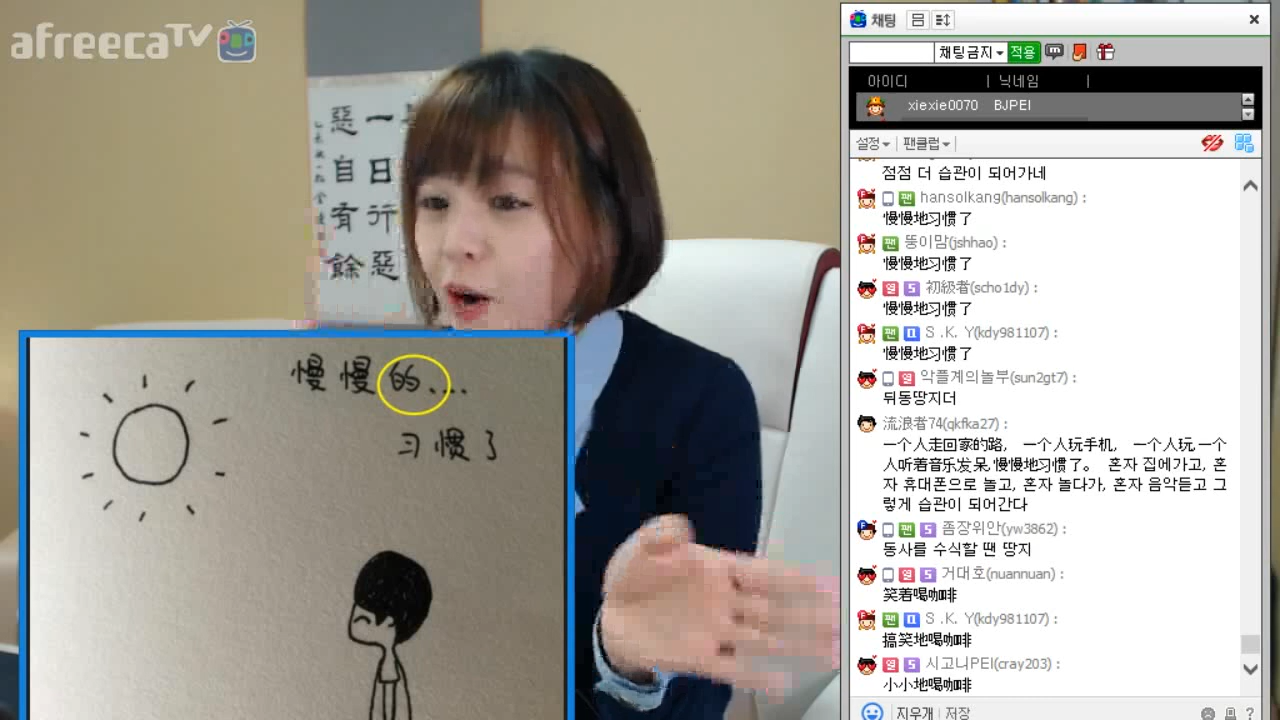 afreecaTV
惡 一
自 日
有 行
餘 惡
慢慢的....
习惯了
채팅
채팅금지 적용
아이디 | 닉네임 |
xiexie0070 BJPEI
설정 | 팬클럽 |
점점 더 습관이 되어가네
팬 hansolkang(hansolkang) :
慢慢地习惯了
팬 뚱이맘(jshhao) :
慢慢地习惯了
열 S 初級者(scho1dy) :
慢慢地习惯了
팬 S .K. Y(kdy981107) :
慢慢地习惯了
열 악플계의놀부(sun2gt7) :
뒤동땅지더
流浪者74(qkfka27) :
一个人走回家的路, 一个人玩手机, 一个人玩,一个
人听着音乐发呆,慢慢地习惯了。 혼자 집에가고, 혼
자 휴대폰으로 놀고, 혼자 놀다가, 혼자 음악듣고 그
렇게 습관이 되어간다
팬 S 좀장위안(yw3862) :
동사를 수식할 땐 땅지
열 S 거대호(nuannuan) :
笑着喝咖啡
팬 S .K. Y(kdy981107) :
搞笑地喝咖啡
열 S 시고니PEI(cray203) :
小小地喝咖啡
지우개 | 저장